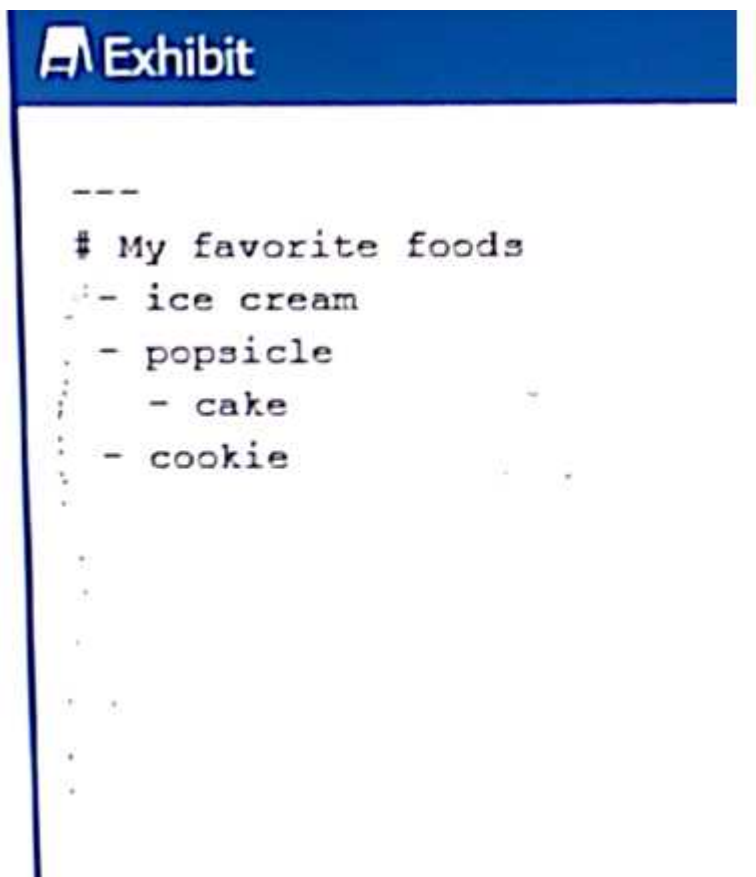 Exhibit
---
# My favorite foods
- ice cream
- popsicle
- cake
- cookie